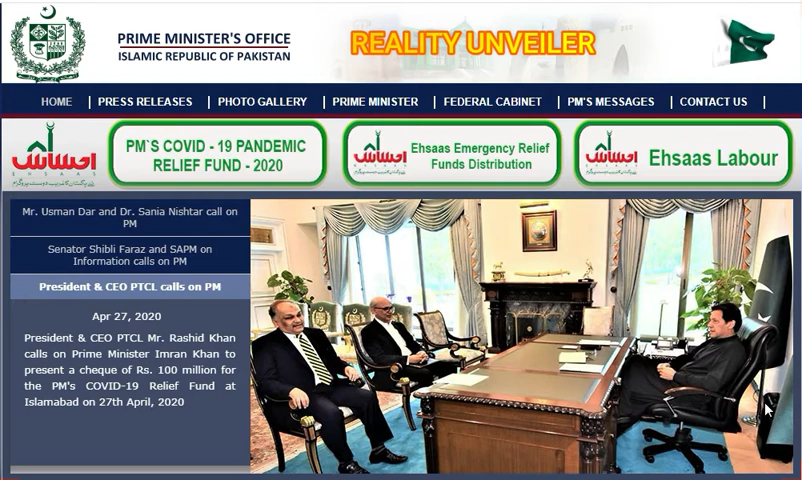 PRIME MINISTER'S OFFICE
ISLAMIC REPUBLIC OF PAKISTAN
REALITY UNVEILER
HOME
PRESS RELEASES
PHOTO GALLERY
PRIME MINISTER
FEDERAL CABINET
PM'S MESSAGES
CONTACT US
احساس
EHSAAS
PM`S COVID - 19 PANDEMIC
RELIEF FUND - 2020
احساس
Ehsaas Emergency Relief
Funds Distribution
احساس
Ehsaas Labour
Mr. Usman Dar and Dr. Sania Nishtar call on
PM
Senator Shibli Faraz and SAPM on
Information calls on PM
President & CEO PTCL calls on PM
Apr 27, 2020
President & CEO PTCL Mr. Rashid Khan
calls on Prime Minister Imran Khan to
present a cheque of Rs. 100 million for
the PM's COVID-19 Relief Fund at
Islamabad on 27th April, 2020